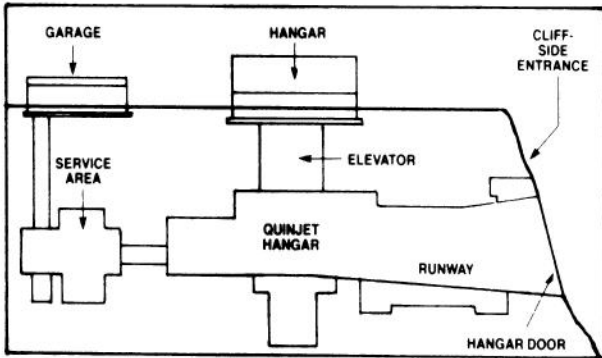 GARAGE
HANGAR
CLIFF-
SIDE
ENTRANCE
SERVICE
AREA
ELEVATOR
QUINJET
HANGAR
RUNWAY
HANGAR DOOR